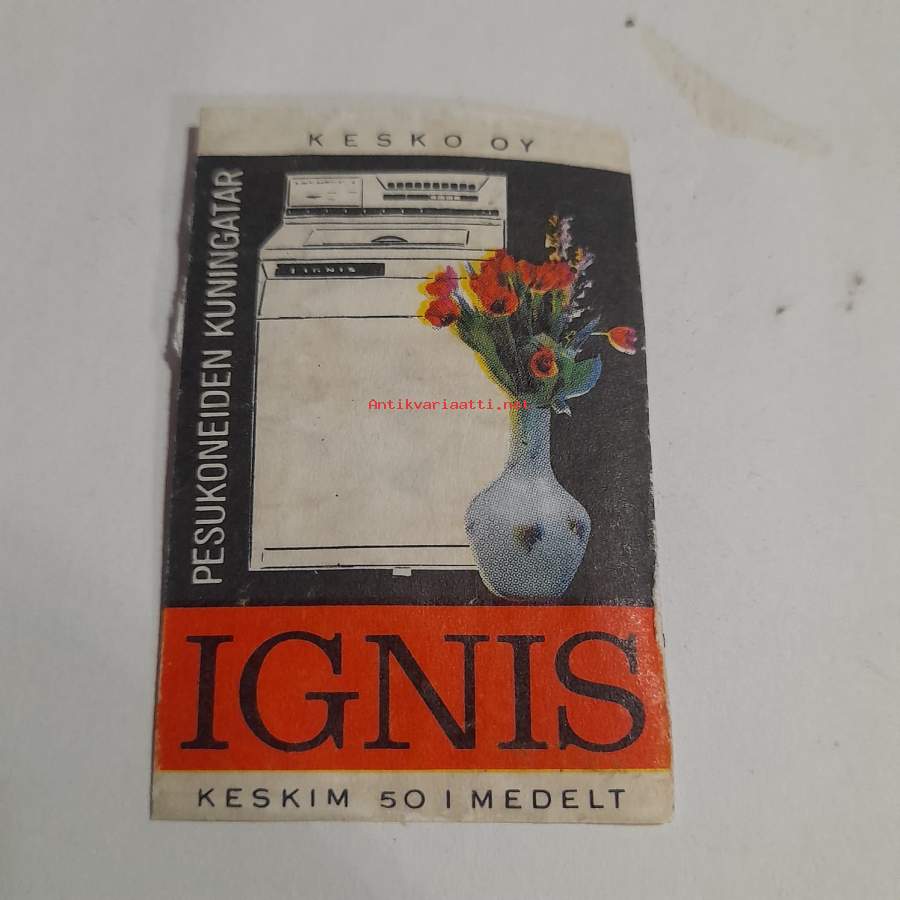 KESKO OY
PESUKONEIDEN KUNINGATAR
IGNIS
Antikvariaatti.net
IGNIS
KESKIM 50 I MEDELT